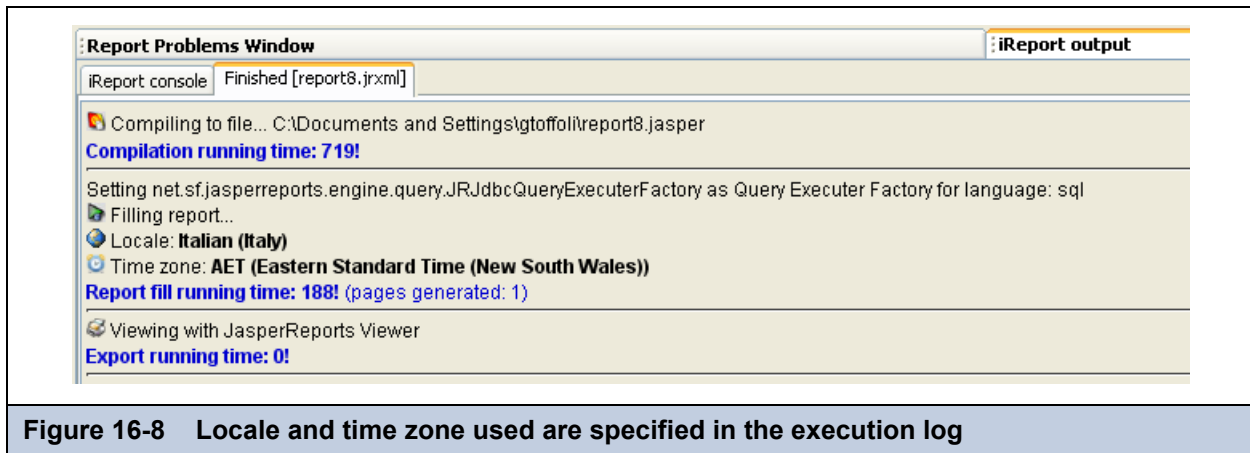 Report Problems Window
iReport output
iReport console
Finished [report8.jrxml]
Compiling to file... C:\Documents and Settings\gtoffoli\report8.jasper
Compilation running time: 719!
Setting net.sf.jasperreports.engine.query.JRJdbcQueryExecuterFactory as Query Executer Factory for language: sql
Filling report...
Locale: Italian (Italy)
Time zone: AET (Eastern Standard Time (New South Wales))
Report fill running time: 188! (pages generated: 1)
Viewing with JasperReports Viewer
Export running time: 0!
Figure 16-8 Locale and time zone used are specified in the execution log